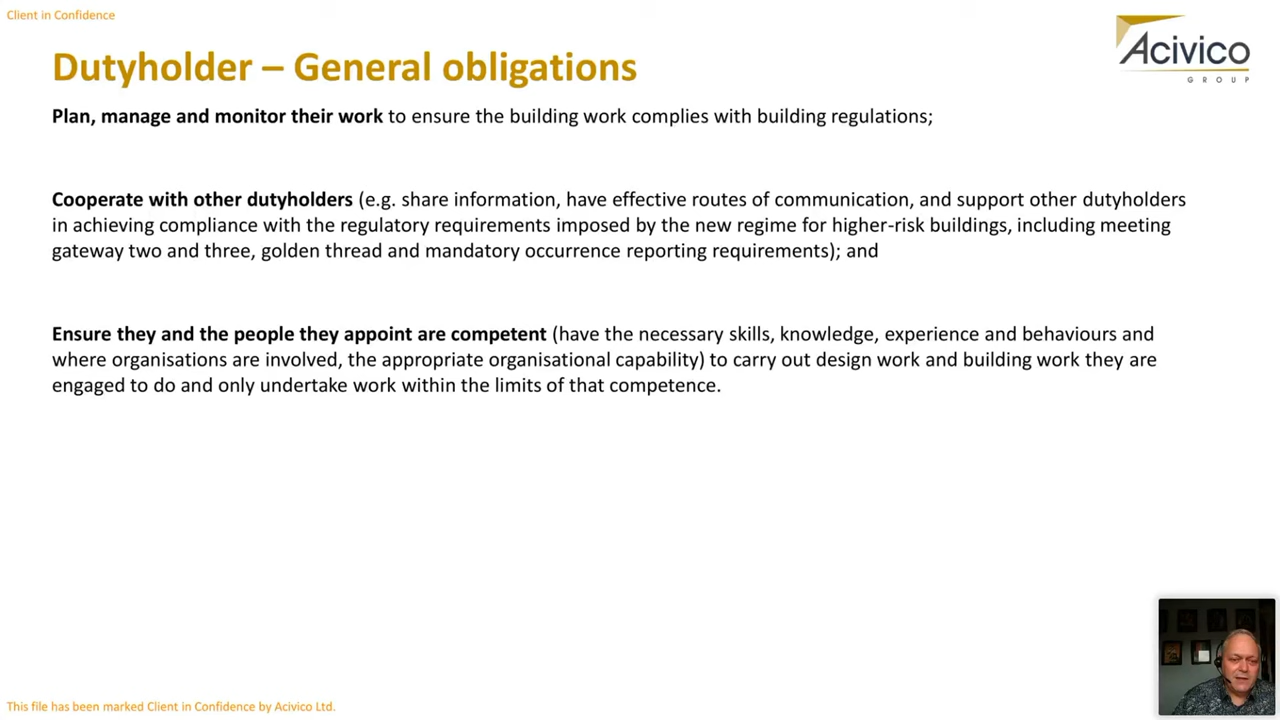 Client in Confidence
Acivico
GROUP
Dutyholder – General obligations
Plan, manage and monitor their work to ensure the building work complies with building regulations;
Cooperate with other dutyholders (e.g. share information, have effective routes of communication, and support other dutyholders
in achieving compliance with the regulatory requirements imposed by the new regime for higher-risk buildings, including meeting
gateway two and three, golden thread and mandatory occurrence reporting requirements); and
Ensure they and the people they appoint are competent (have the necessary skills, knowledge, experience and behaviours and
where organisations are involved, the appropriate organisational capability) to carry out design work and building work they are
engaged to do and only undertake work within the limits of that competence.
This file has been marked Client in Confidence by Acivico Ltd.